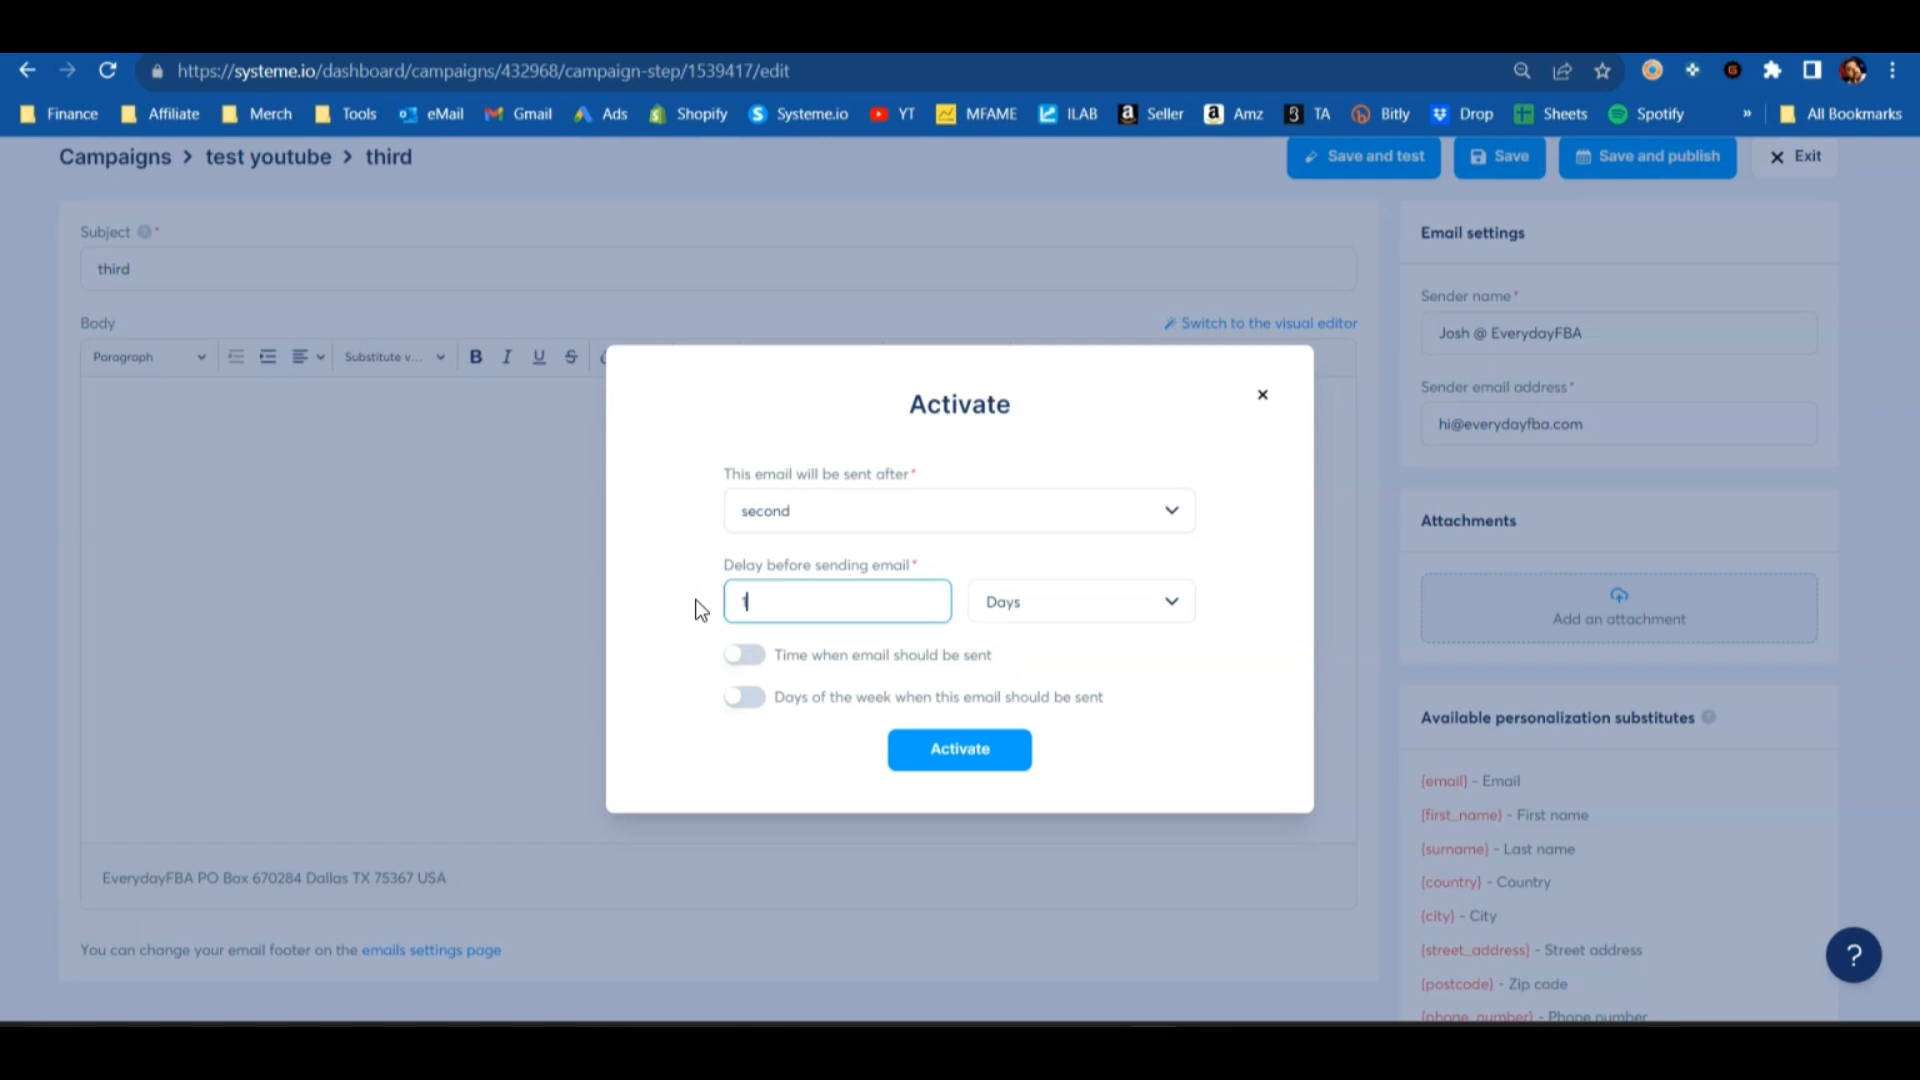 https://systeme.io/dashboard/campaigns/432968/campaign-step/1539417/edit
Finance Affiliate Merch Tools eMail Gmail Ads Shopify Systeme.io YT MFAME ILAB Seller Amz TA Bitly Drop Sheets Spotify » All Bookmarks
Campaigns > test youtube > third
Save and test Save Save and publish Exit
Subject *
third
Body
Switch to the visual editor
Paragraph Substitute v... B I U S
EverydayFBA PO Box 670284 Dallas TX 75367 USA
You can change your email footer on the emails settings page
Activate
This email will be sent after*
second
Delay before sending email*
1 Days
Time when email should be sent
Days of the week when this email should be sent
Activate
Email settings
Sender name*
Josh @ EverydayFBA
Sender email address*
hi@everydayfba.com
Attachments
Add an attachment
Available personalization substitutes
{email} - Email
{first_name} - First name
{surname} - Last name
{country} - Country
{city} - City
{street_address} - Street address
{postcode} - Zip code
{phone_number} - Phone number
?